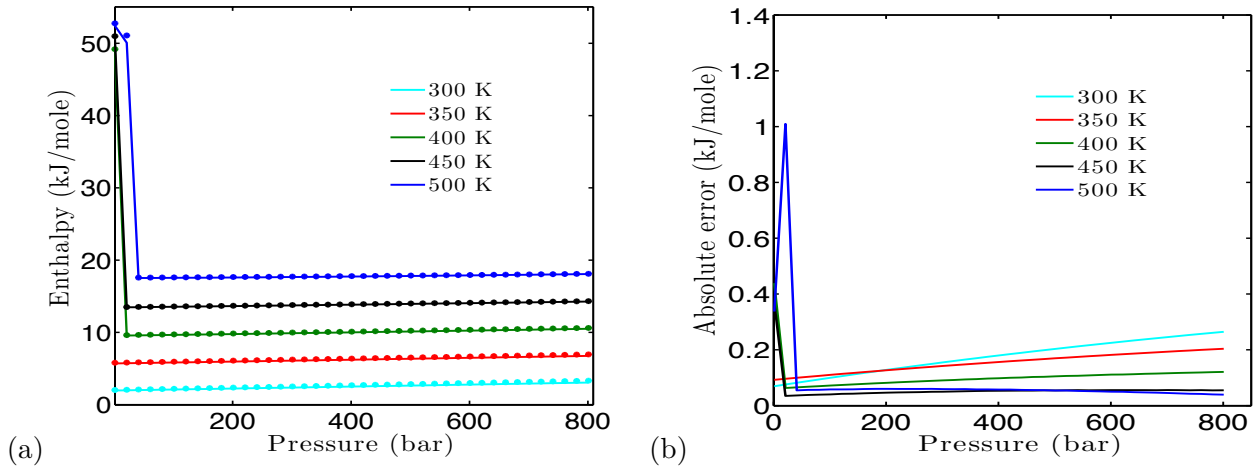 50
40
30
20
10
0
200
400
600
800
Enthalpy (kJ/mole)
Pressure (bar)
300 K
350 K
400 K
450 K
500 K
(a)
1.4
1.2
1
0.8
0.6
0.4
0.2
0
0
200
400
600
800
Absolute error (kJ/mole)
Pressure (bar)
300 K
350 K
400 K
450 K
500 K
(b)